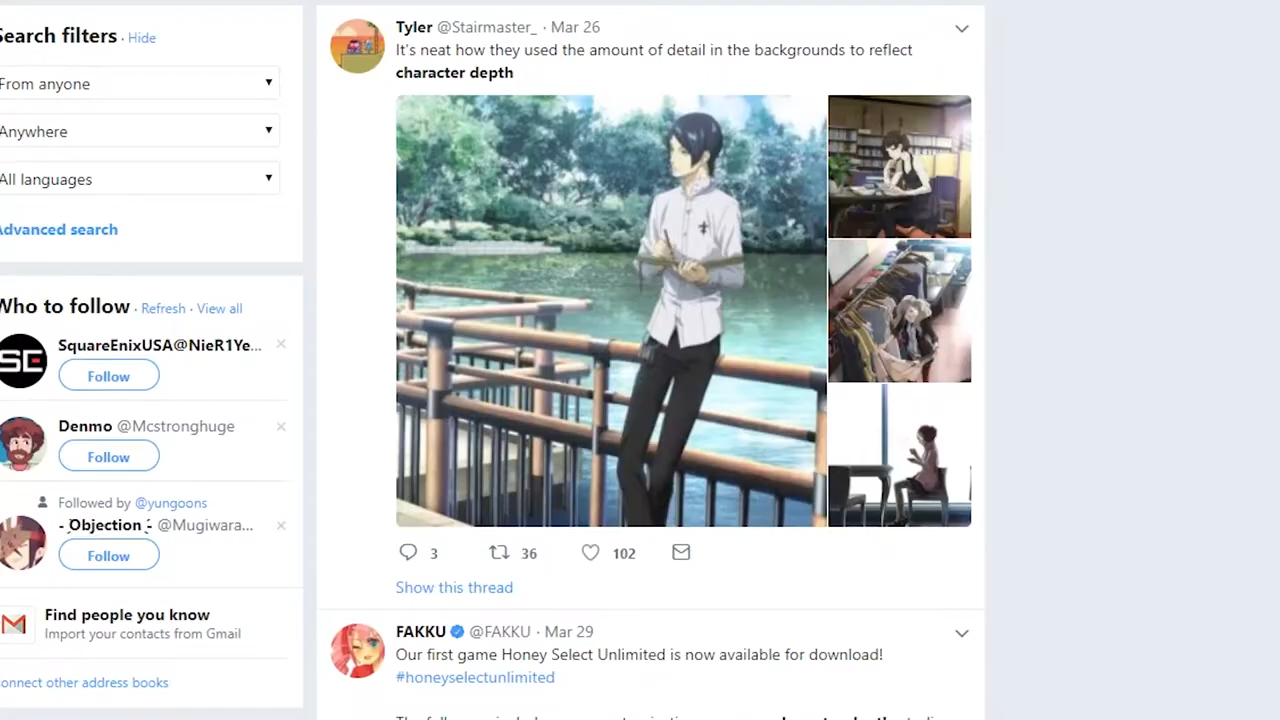 Search filters · Hide
From anyone
Anywhere
All languages
Advanced search
Who to follow · Refresh · View all
SquareEnixUSA@NieR1Ye...
Follow
Denmo @Mcstronghuge
Follow
Followed by @yungoons
- Objection - @Mugiwara...
Follow
Find people you know
Import your contacts from Gmail
Connect other address books
Tyler @Stairmaster_ · Mar 26
It's neat how they used the amount of detail in the backgrounds to reflect
character depth
3 36 102
Show this thread
FAKKU @FAKKU · Mar 29
Our first game Honey Select Unlimited is now available for download!
#honeyselectunlimited